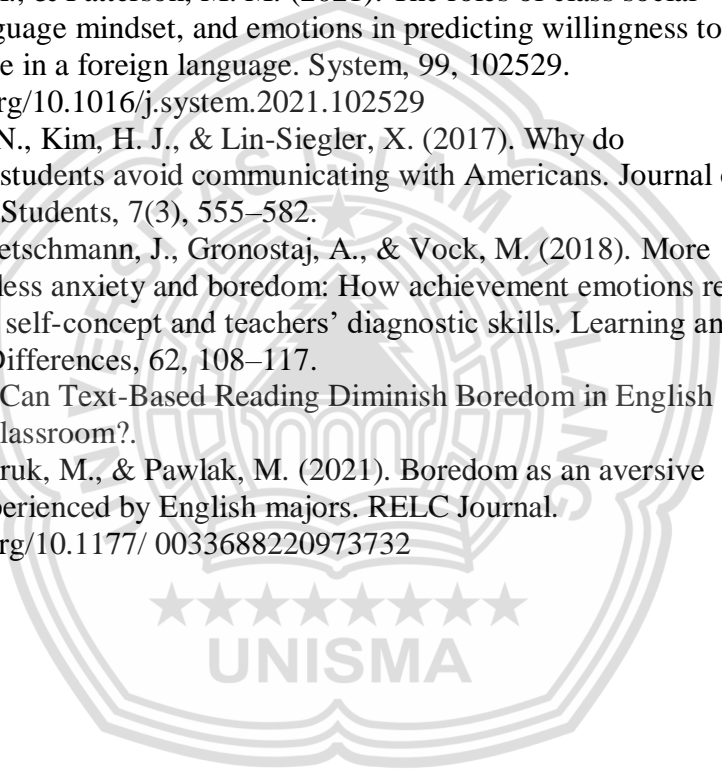 ., & Patterson, M. M. (2021). The roles of class social
guage mindset, and emotions in predicting willingness to
e in a foreign language. System, 99, 102529.
rg/10.1016/j.system.2021.102529
N., Kim, H. J., & Lin-Siegler, X. (2017). Why do
students avoid communicating with Americans. Journal
Students, 7(3), 555–582.
etschmann, J., Gronostaj, A., & Vock, M. (2018). More
less anxiety and boredom: How achievement emotions re
self-concept and teachers’ diagnostic skills. Learning an
Differences, 62, 108–117.
Can Text-Based Reading Diminish Boredom in English
lassroom?.
ruk, M., & Pawlak, M. (2021). Boredom as an aversive
perienced by English majors. RELC Journal.
rg/10.1177/ 0033688220973732
UNIVERSITAS ISLAM MALANG
UNISMA